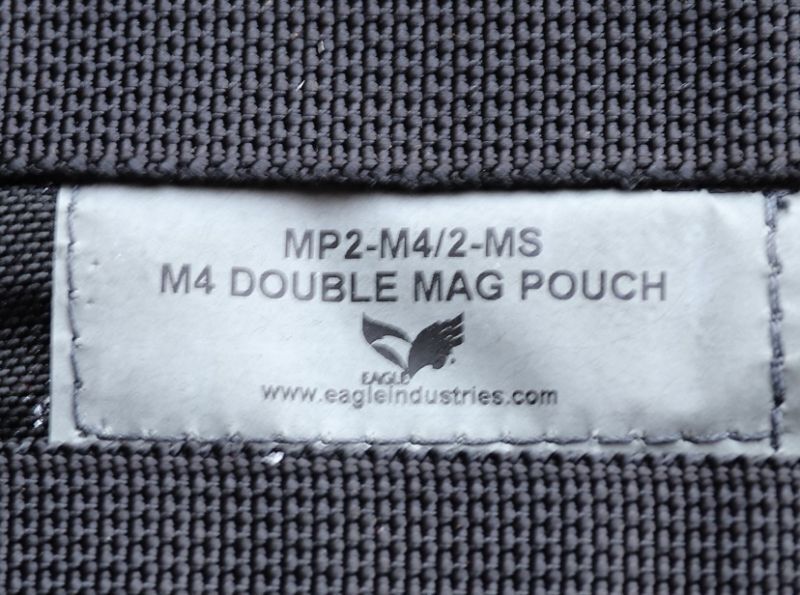 MP2-M4/2-MS
M4 DOUBLE MAG POUCH
EAGLE
www.eagleindustries.com